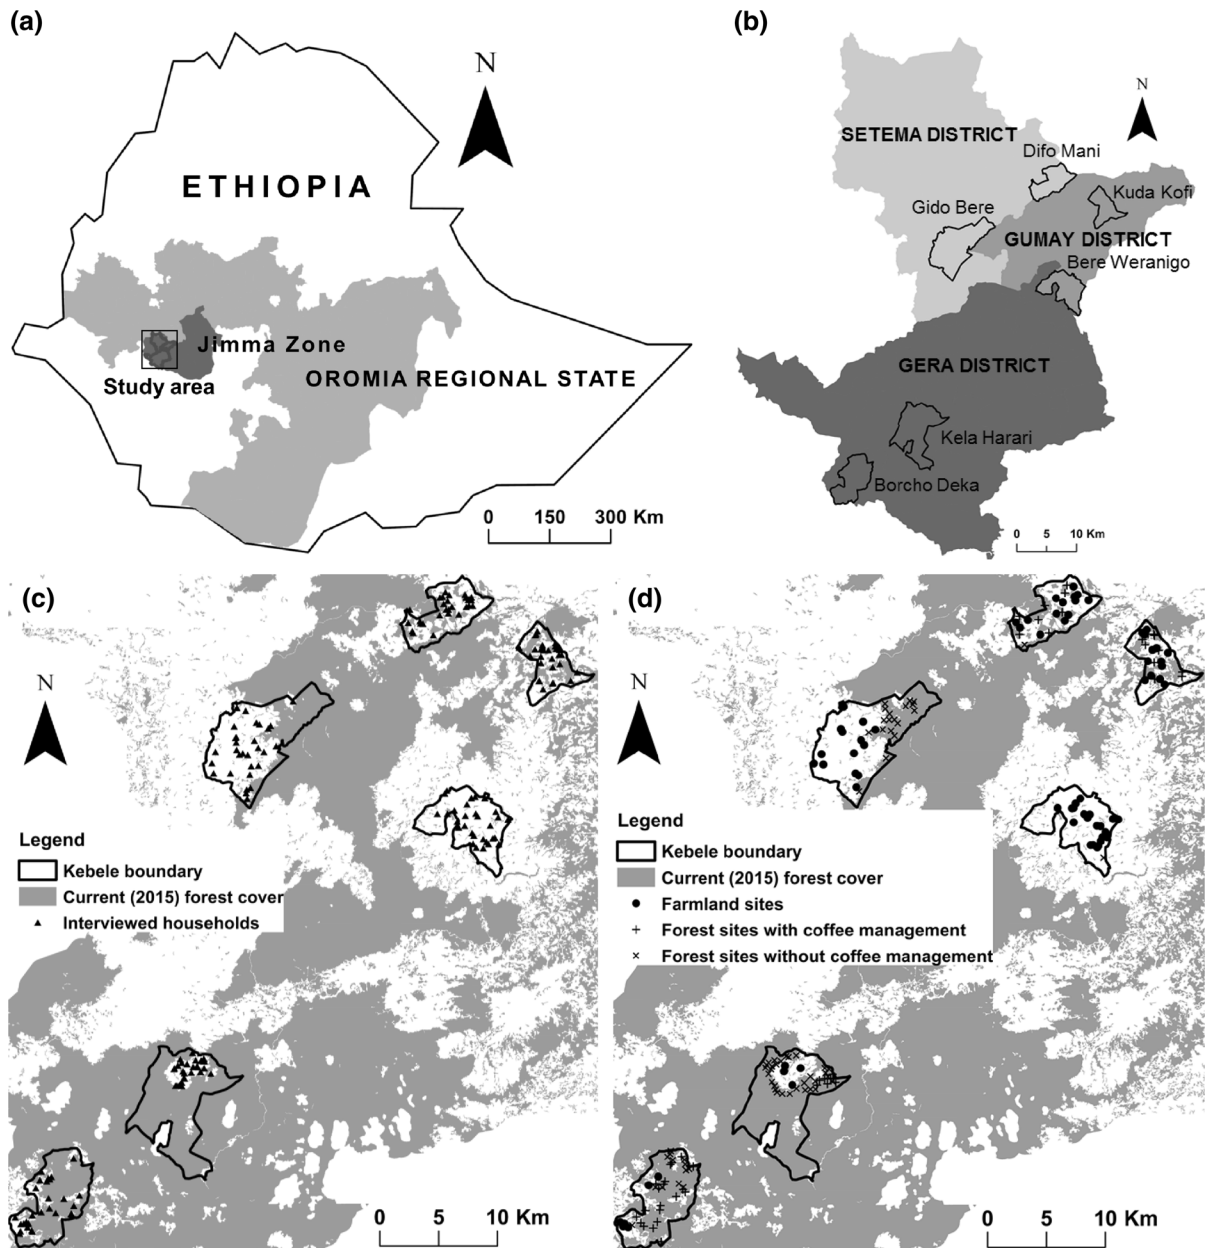 (a)
N
ETHIOPIA
Jimma Zone
Study area
OROMIA REGIONAL STATE
0 150 300 Km
(b)
N
SETEMA DISTRICT
Difo Mani
Kuda Kofi
Gido Bere
GUMAY DISTRICT
Bere Weranigo
GERA DISTRICT
Kela Harari
Borcho Deka
0 5 10 Km
(c)
N
Legend
Kebele boundary
Current (2015) forest cover
Interviewed households
0 5 10 Km
(d)
N
Legend
Kebele boundary
Current (2015) forest cover
Farmland sites
Forest sites with coffee management
Forest sites without coffee management
0 5 10 Km